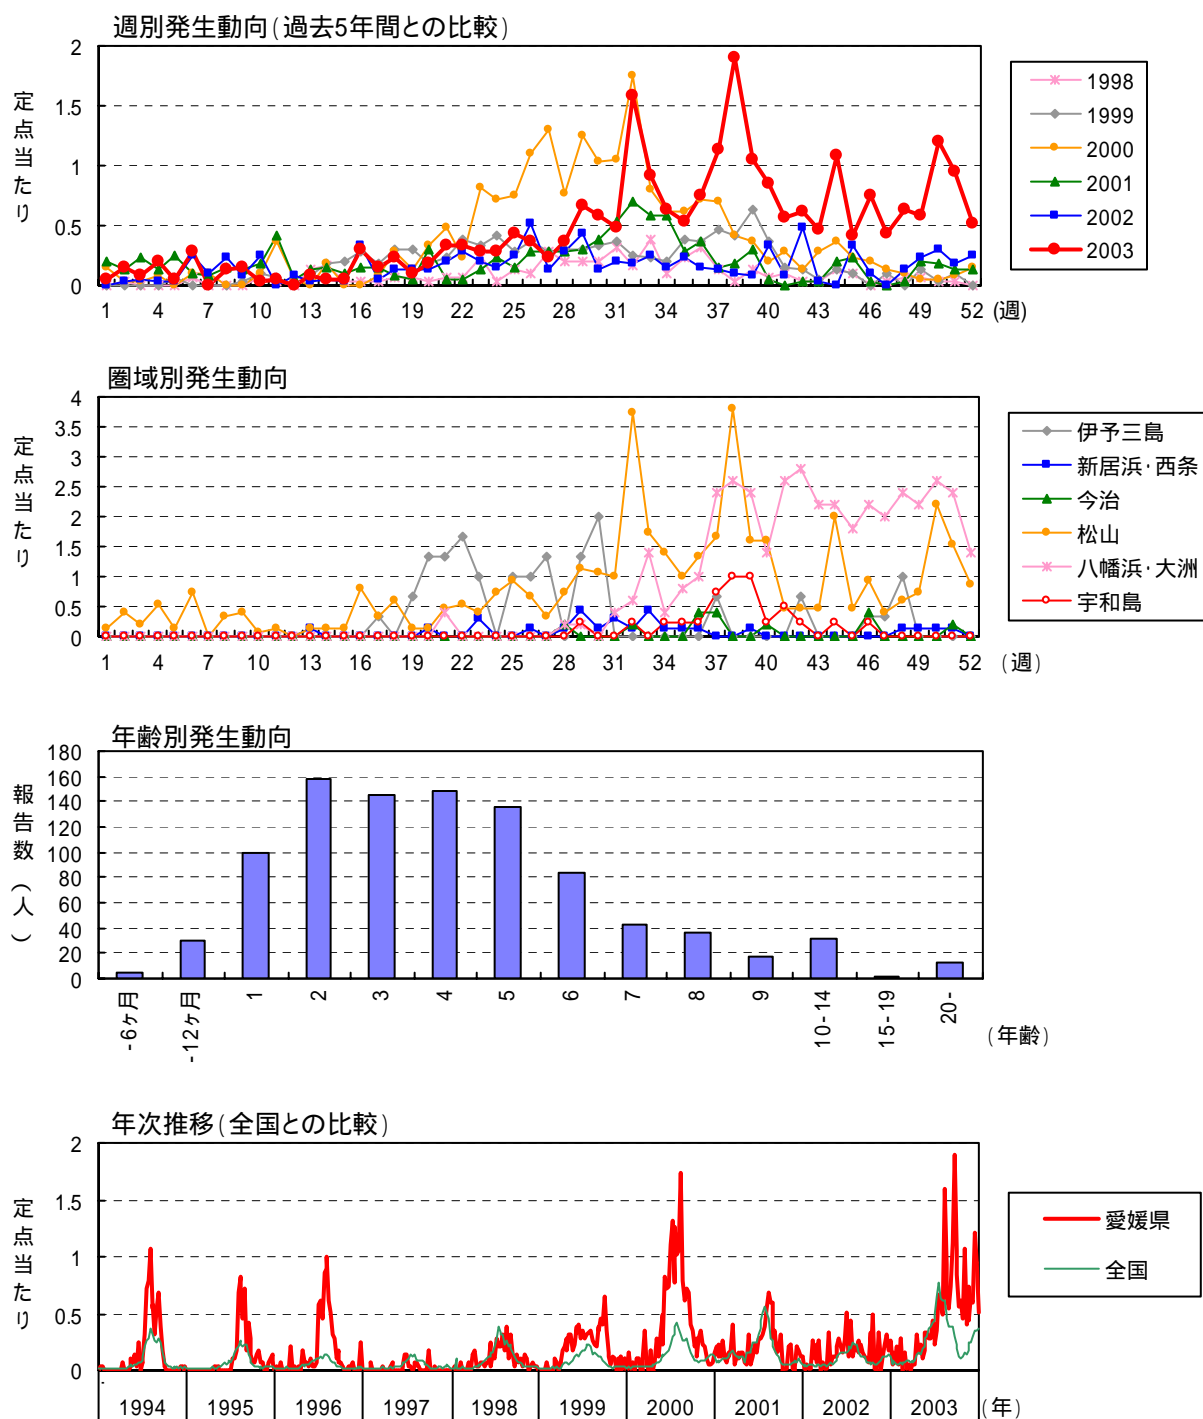 週別発生動向(過去5年間との比較)
定点当たり
2
1.5
1
0.5
0
1 4 7 10 13 16 19 22 25 28 31 34 37 40 43 46 49 52 (週)
1998
1999
2000
2001
2002
2003
圏域別発生動向
定点当たり
4
3.5
3
2.5
2
1.5
1
0.5
0
1 4 7 10 13 16 19 22 25 28 31 34 37 40 43 46 49 52 (週)
伊予三島
新居浜・西条
今治
松山
八幡浜・大洲
宇和島
年齢別発生動向
報告数(人)
180
160
140
120
100
80
60
40
20
0
-6ヶ月 -12ヶ月 1 2 3 4 5 6 7 8 9 10-14 15-19 20- (年齢)
年次推移(全国との比較)
定点当たり
2
1.5
1
0.5
0
1994 1995 1996 1997 1998 1999 2000 2001 2002 2003 (年)
愛媛県
全国